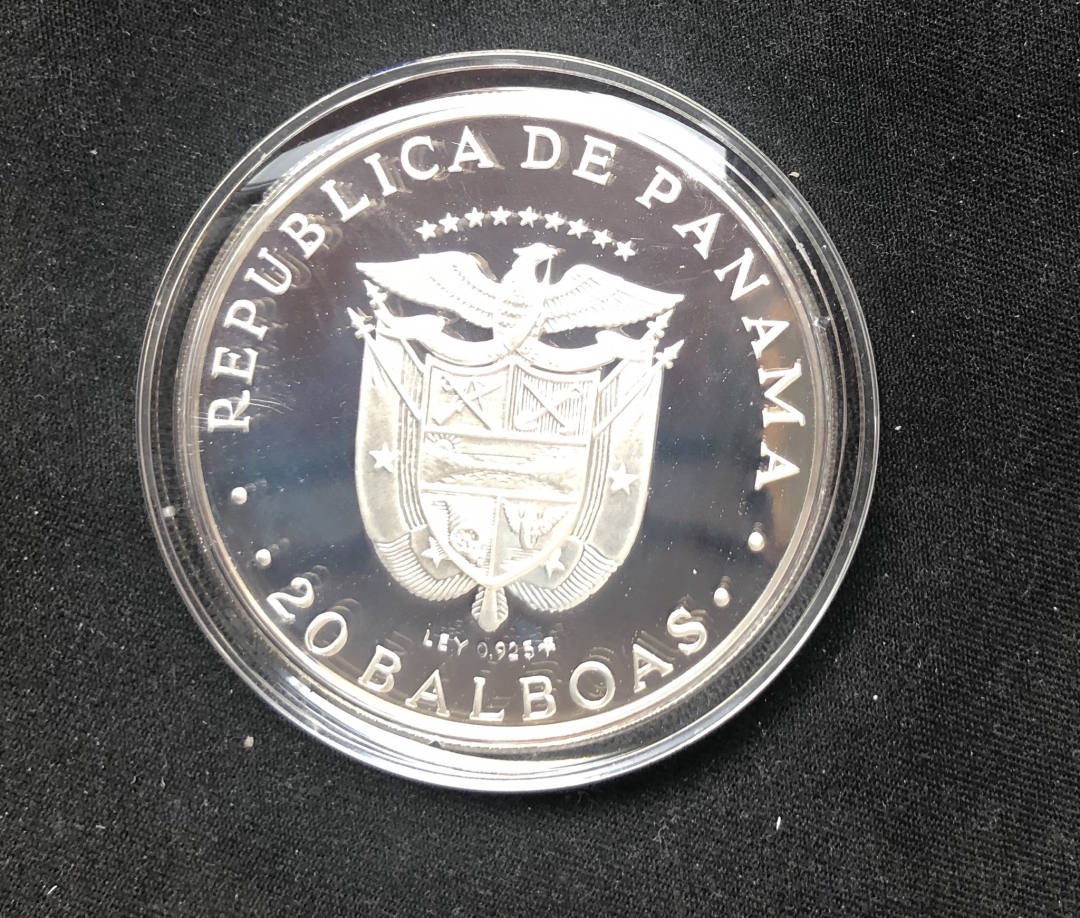 REPUBLICA DE PANAMA
LEY 0.925
20 BALBOAS